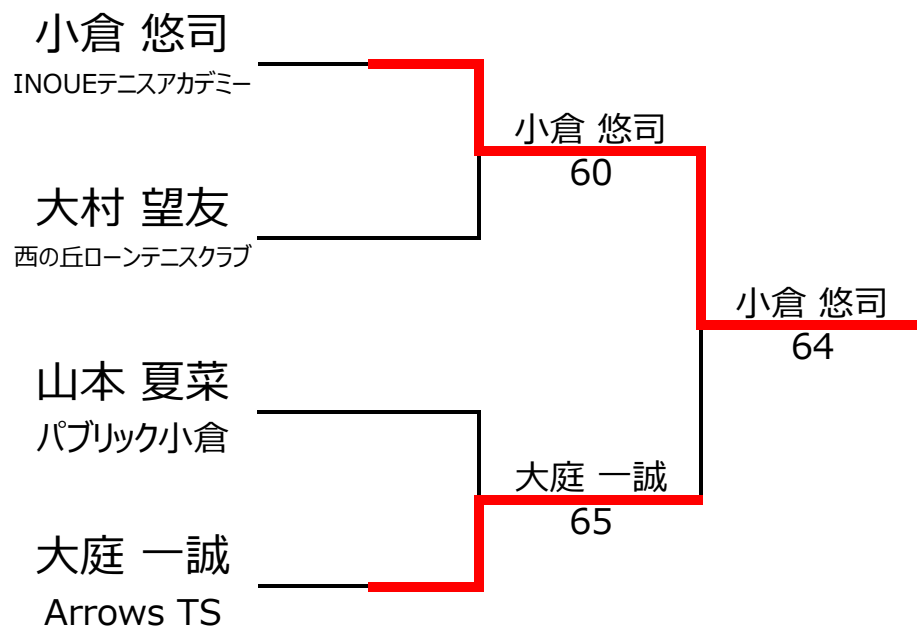 小倉 悠司
INOUEテニスアカデミー
小倉 悠司
60
大村 望友
西の丘ローンテニスクラブ
小倉 悠司
64
山本 夏菜
パブリック小倉
大庭 一誠
65
大庭 一誠
Arrows TS